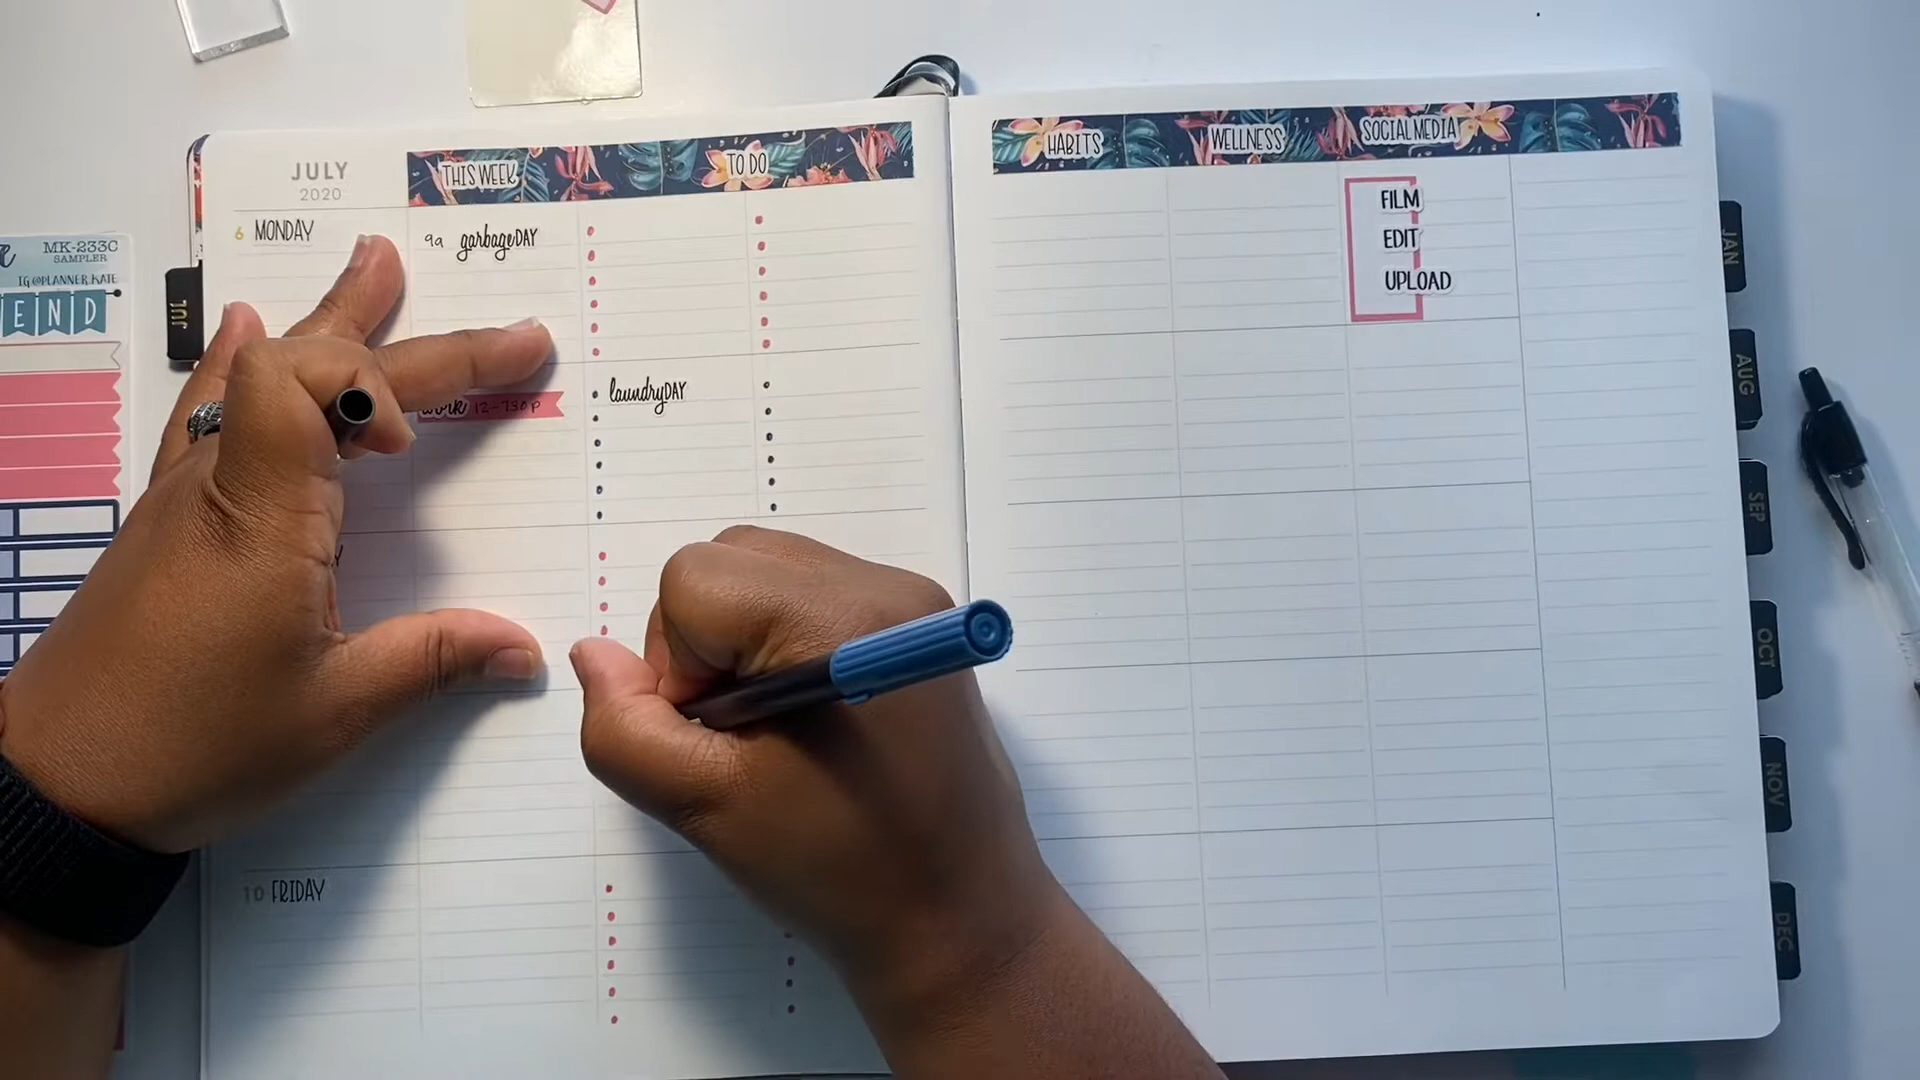 MK-233C
SAMPLER
IG @PLANNER.KATE
END
JULY
2020
THIS WEEK
TO DO
HABITS
WELLNESS
SOCIAL MEDIA
6 MONDAY
9a garbageDAY
FILM
EDIT
UPLOAD
work 12-730p
laundryDAY
10 FRIDAY
JUL
JAN
AUG
SEP
OCT
NOV
DEC